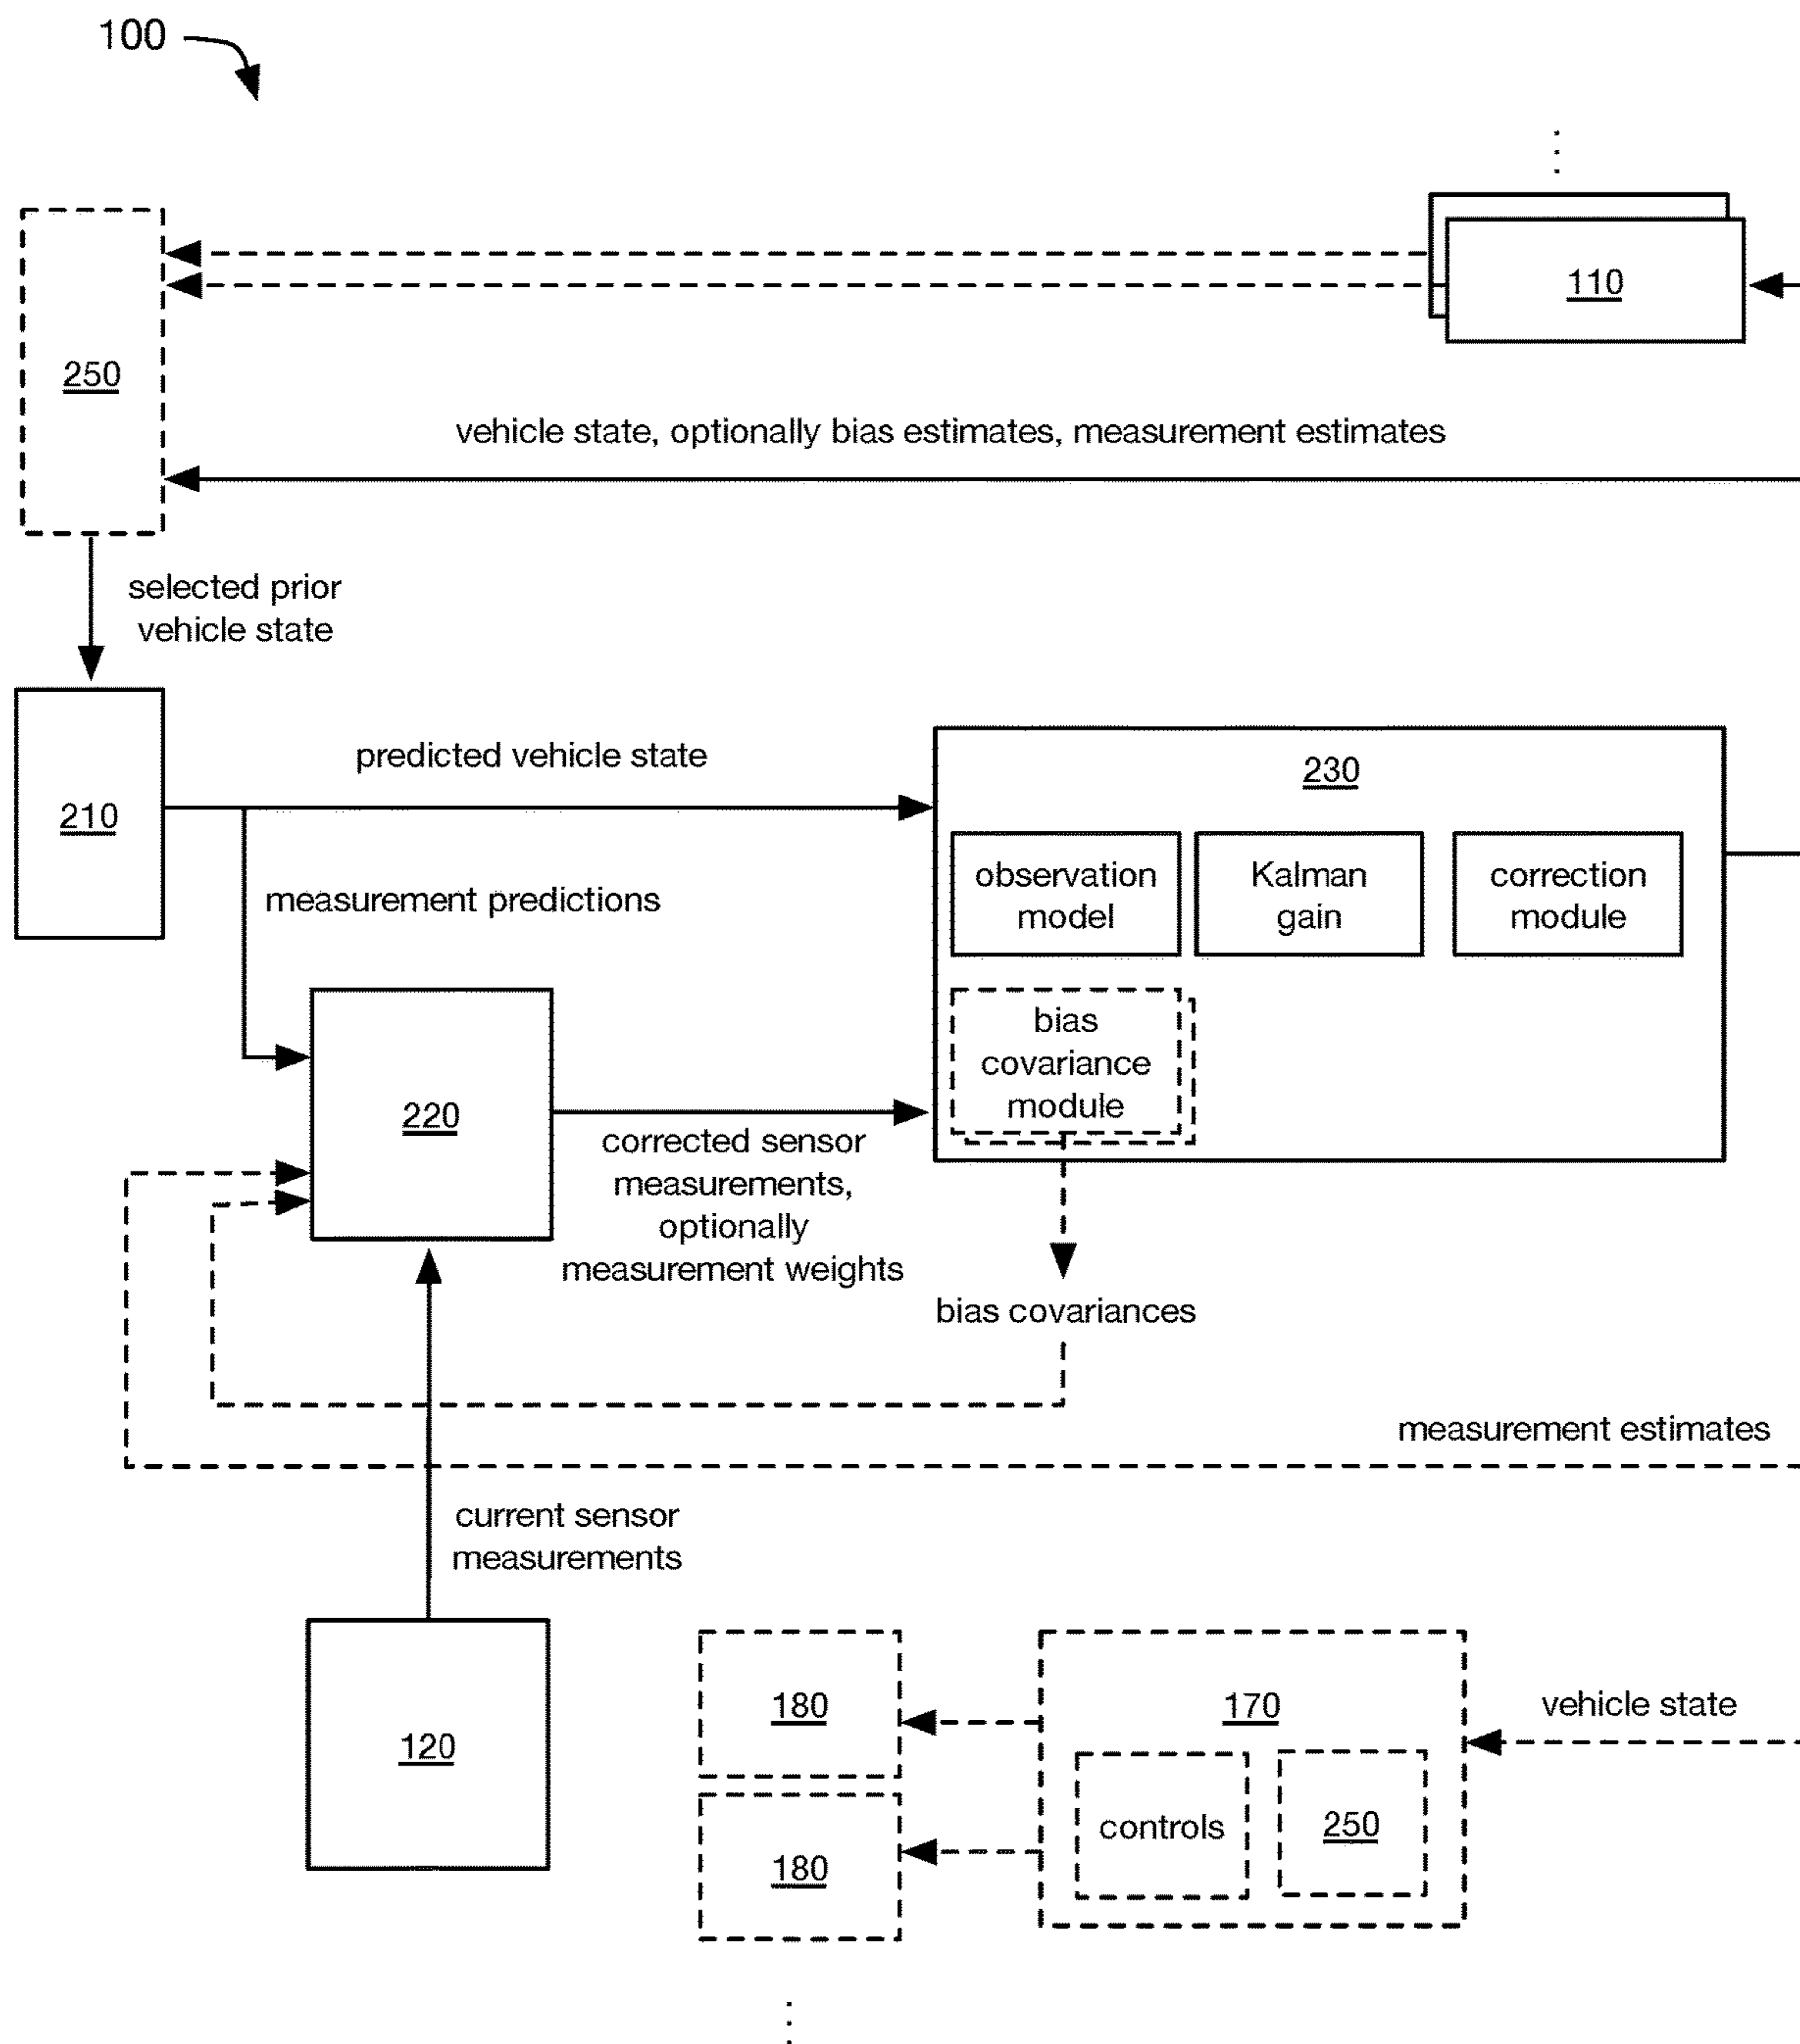 100
110
250
vehicle state, optionally bias estimates, measurement estimates
selected prior
vehicle state
210
predicted vehicle state
measurement predictions
230
observation
model
Kalman
gain
correction
module
bias
covariance
module
220
corrected sensor
measurements,
optionally
measurement weights
bias covariances
measurement estimates
current sensor
measurements
120
180
180
170
controls
250
vehicle state